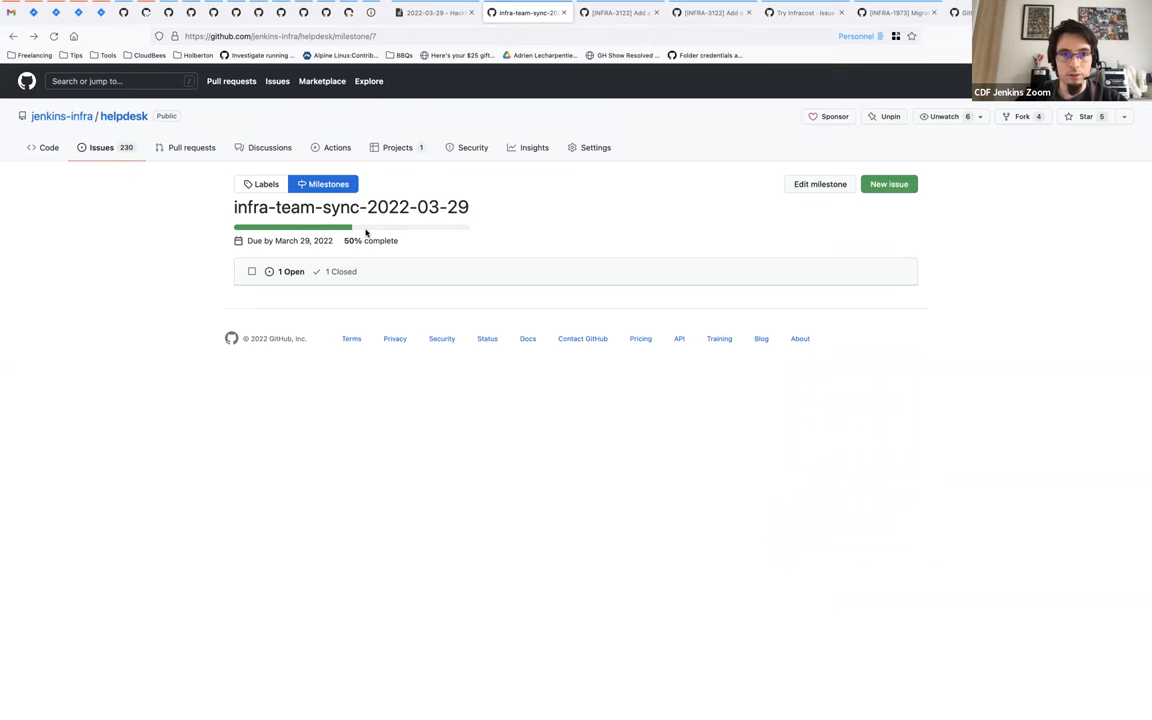 2022-03-29 - Hac
infra-team-sync-20
[INFRA-3122] Add s
[INFRA-3122] Add s
Try Infracost · Issu
[INFRA-1973] Migr
Git
https://github.com/jenkins-infra/helpdesk/milestone/7
Personnel
Freelancing
Tips
Tools
CloudBees
Holberton
Investigate running ...
Alpine Linux:Contrib...
BBQs
Here's your $25 gift...
Adrien Lecharpentie...
GH Show Resolved ...
Folder credentials a...
Search or jump to...
/
Pull requests
Issues
Marketplace
Explore
CDF Jenkins Zoom
jenkins-infra / helpdesk
Public
Sponsor
Unpin
Unwatch 6
Fork 4
Star 5
Code
Issues 230
Pull requests
Discussions
Actions
Projects 1
Security
Insights
Settings
Labels
Milestones
Edit milestone
New issue
infra-team-sync-2022-03-29
Due by March 29, 2022 50% complete
1 Open 1 Closed
© 2022 GitHub, Inc.
Terms
Privacy
Security
Status
Docs
Contact GitHub
Pricing
API
Training
Blog
About